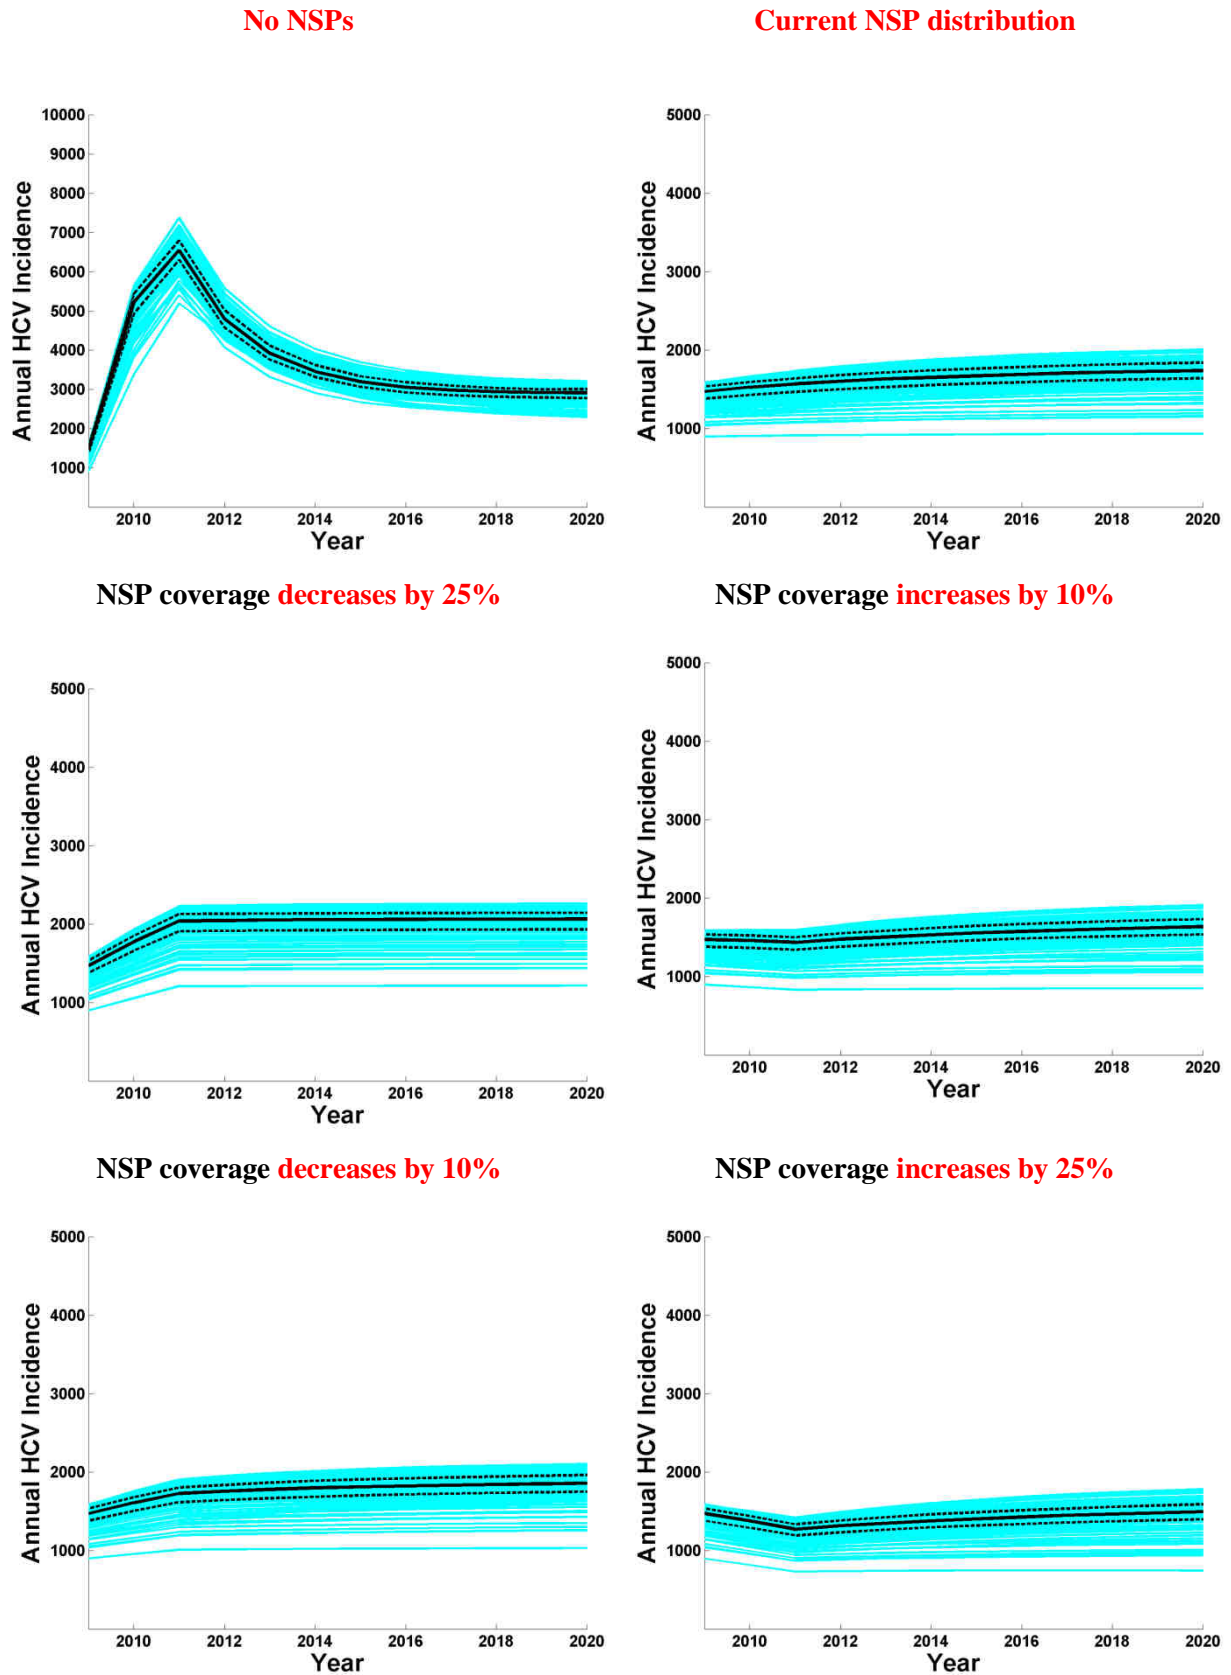 No NSPs
Current NSP distribution
10000
9000
8000
7000
6000
5000
4000
3000
2000
1000
Annual HCV Incidence
2010 2012 2014 2016 2018 2020
Year
5000
4000
3000
2000
1000
Annual HCV Incidence
2010 2012 2014 2016 2018 2020
Year
NSP coverage decreases by 25%
NSP coverage increases by 10%
5000
4000
3000
2000
1000
Annual HCV Incidence
2010 2012 2014 2016 2018 2020
Year
5000
4000
3000
2000
1000
Annual HCV Incidence
2010 2012 2014 2016 2018 2020
Year
NSP coverage decreases by 10%
NSP coverage increases by 25%
5000
4000
3000
2000
1000
Annual HCV Incidence
2010 2012 2014 2016 2018 2020
Year
5000
4000
3000
2000
1000
Annual HCV Incidence
2010 2012 2014 2016 2018 2020
Year